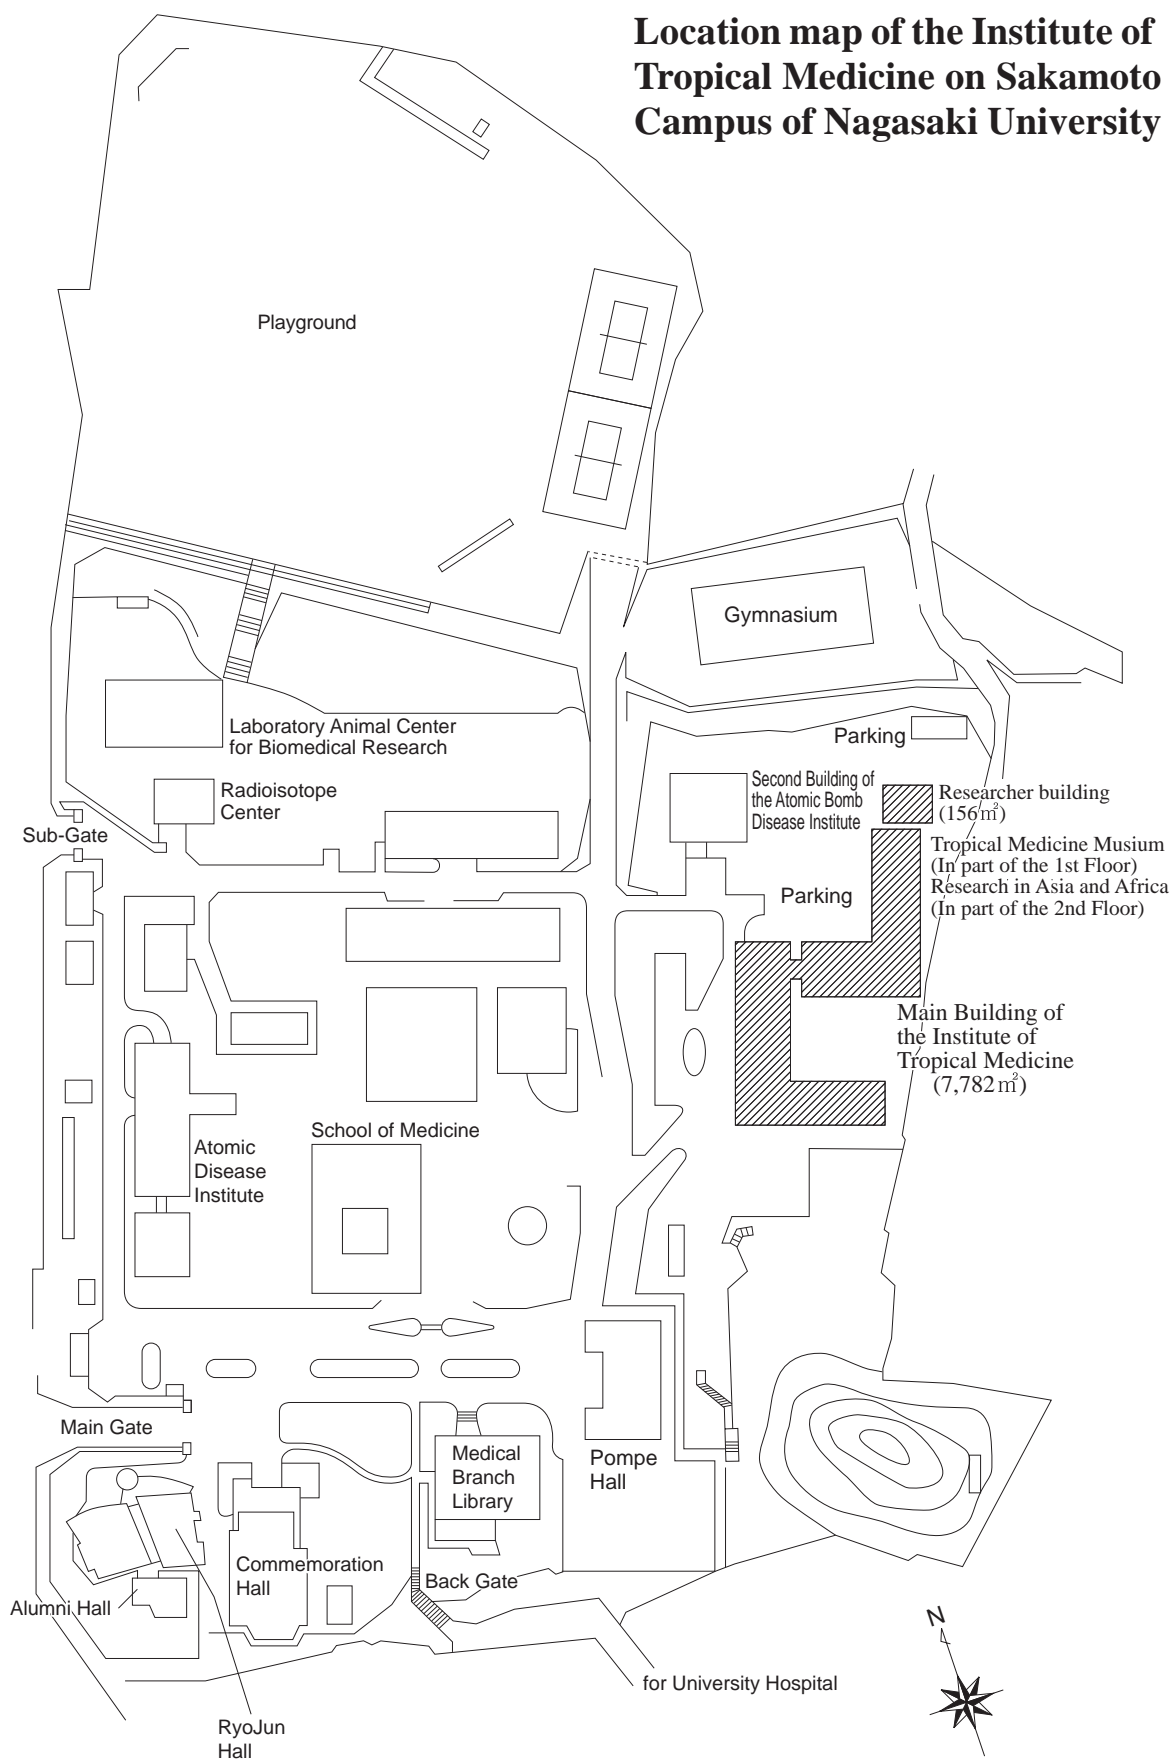 Location map of the Institute of
Tropical Medicine on Sakamoto
Campus of Nagasaki University
Playground
Gymnasium
Laboratory Animal Center
for Biomedical Research
Parking
Radioisotope
Center
Second Building of
the Atomic Bomb
Disease Institute
Researcher building
(156㎡)
Sub-Gate
Tropical Medicine Musium
(In part of the 1st Floor)
Research in Asia and Africa
(In part of the 2nd Floor)
Parking
Main Building of
the Institute of
Tropical Medicine
(7,782㎡)
School of Medicine
Atomic
Disease
Institute
Main Gate
Medical
Branch
Library
Pompe
Hall
Commemoration
Hall
Back Gate
Alumni Hall
N
for University Hospital
RyoJun
Hall